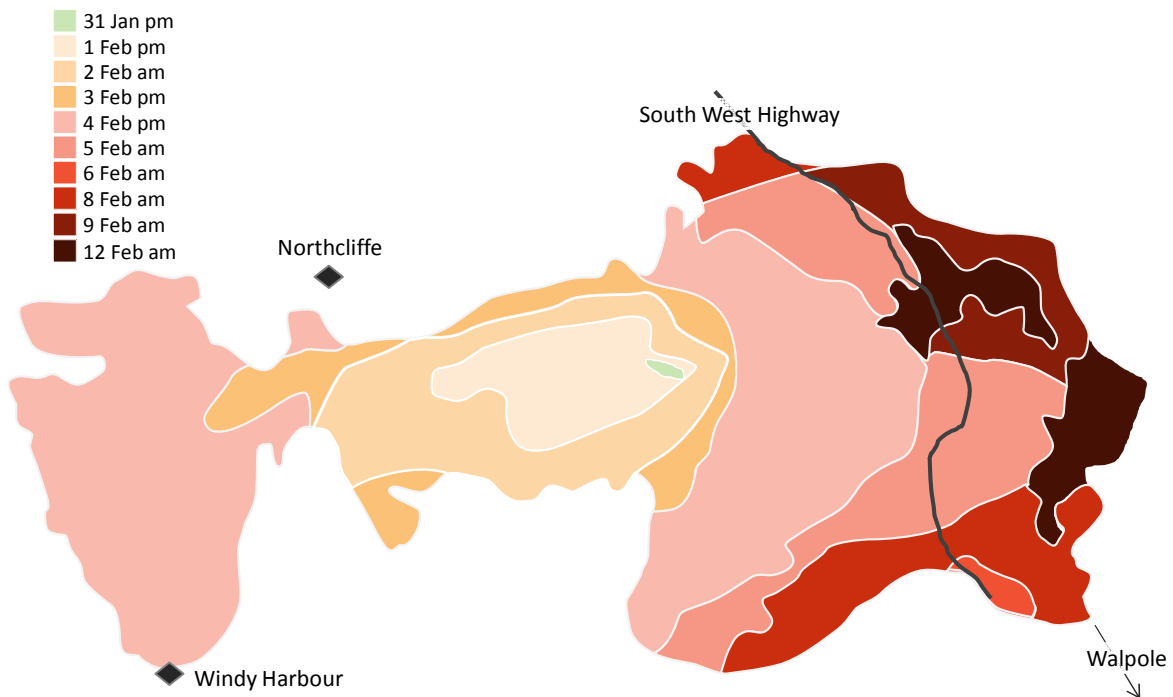 31 Jan pm
1 Feb pm
2 Feb am
3 Feb pm
4 Feb pm
5 Feb am
6 Feb am
8 Feb am
9 Feb am
12 Feb am
South West Highway
Northcliffe
Walpole
Windy Harbour